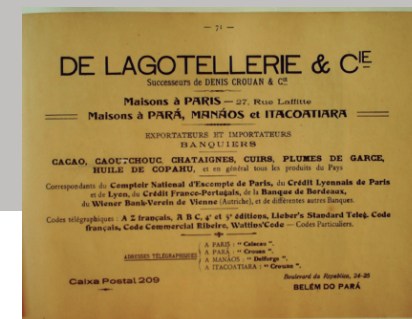 — 71 —
DE LAGOTELLERIE & CIE
Successeurs de DENIS CROUAN & Cie
Maisons à PARIS — 27, Rue Laffitte
Maisons à PARÁ, MANÁOS et ITACOATIARA
EXPORTATEURS ET IMPORTATEURS
BANQUIERS
CACAO, CAOUTCHOUC, CHATAIGNES, CUIRS, PLUMES DE GARCE,
HUILE DE COPAHU, et en général tous les produits du Pays
Correspondants du Comptoir National d'Escompte de Paris, du Crédit Lyonnais de Paris
et de Lyon, du Crédit France-Portugais, de la Banque de Bordeaux,
du Wiener Bank-Verein de Vienne (Autriche), et de différentes autres Banques.
Codes télégraphiques : A Z français, A B C, 4e et 5e éditions, Lieber's Standard Teleg. Code
français, Code Commercial Ribeiro, Watkins'Code — Codes Particuliers.
ADRESSES TÉLÉGRAPHIQUES
A PARIS : "
A PARÁ : " Crouan ".
A MANÁOS : " Delforge ".
A ITACOATIARA : " Crouan ".
Caixa Postal 209
Boulevard da Republica, 24-25
BELÉM DO PARÁ